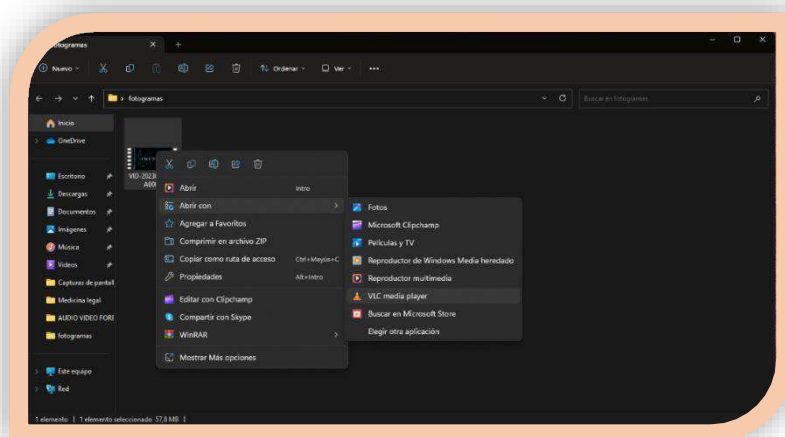 fotogramas
Nuevo
Ordenar
Ver
fotogramas
Buscar en fotogramas
Inicio
OneDrive
Escritorio
Descargas
Documentos
Imágenes
Música
Videos
Capturas de pantall
Medicina legal
AUDIO VIDEO FORE
fotogramas
Este equipo
Red
Abrir Intro
Abrir con
Agregar a Favoritos
Comprimir en archivo ZIP
Copiar como ruta de acceso Ctrl+Mayús+C
Propiedades Alt+Intro
Editar con Clipchamp
Compartir con Skype
WinRAR
Mostrar Más opciones
Fotos
Microsoft Clipchamp
Películas y TV
Reproductor de Windows Media heredado
Reproductor multimedia
VLC media player
Buscar en Microsoft Store
Elegir otra aplicación
1 elemento | 1 elemento seleccionado 57,8 MB |